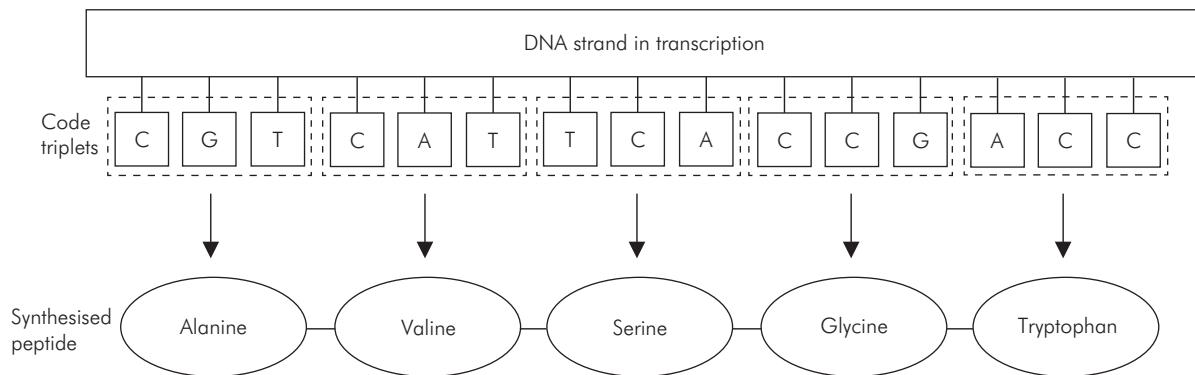 DNA strand in transcription
Code
triplets
C G T C A T T C A C C G A C C
Synthesised
peptide
Alanine Valine Serine Glycine Tryptophan